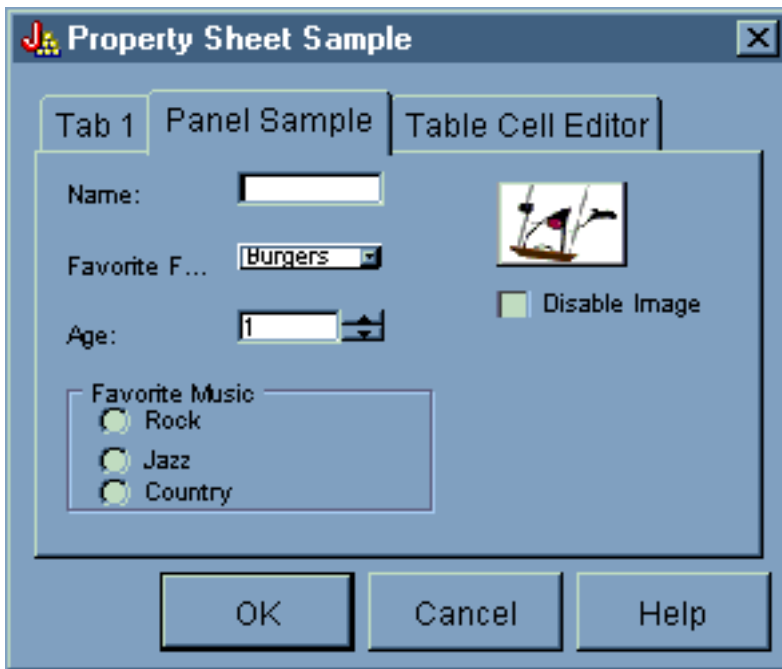 Property Sheet Sample
Tab 1
Panel Sample
Table Cell Editor
Name:
Favorite F...
Burgers
Disable Image
Age:
1
Favorite Music
Rock
Jazz
Country
OK
Cancel
Help